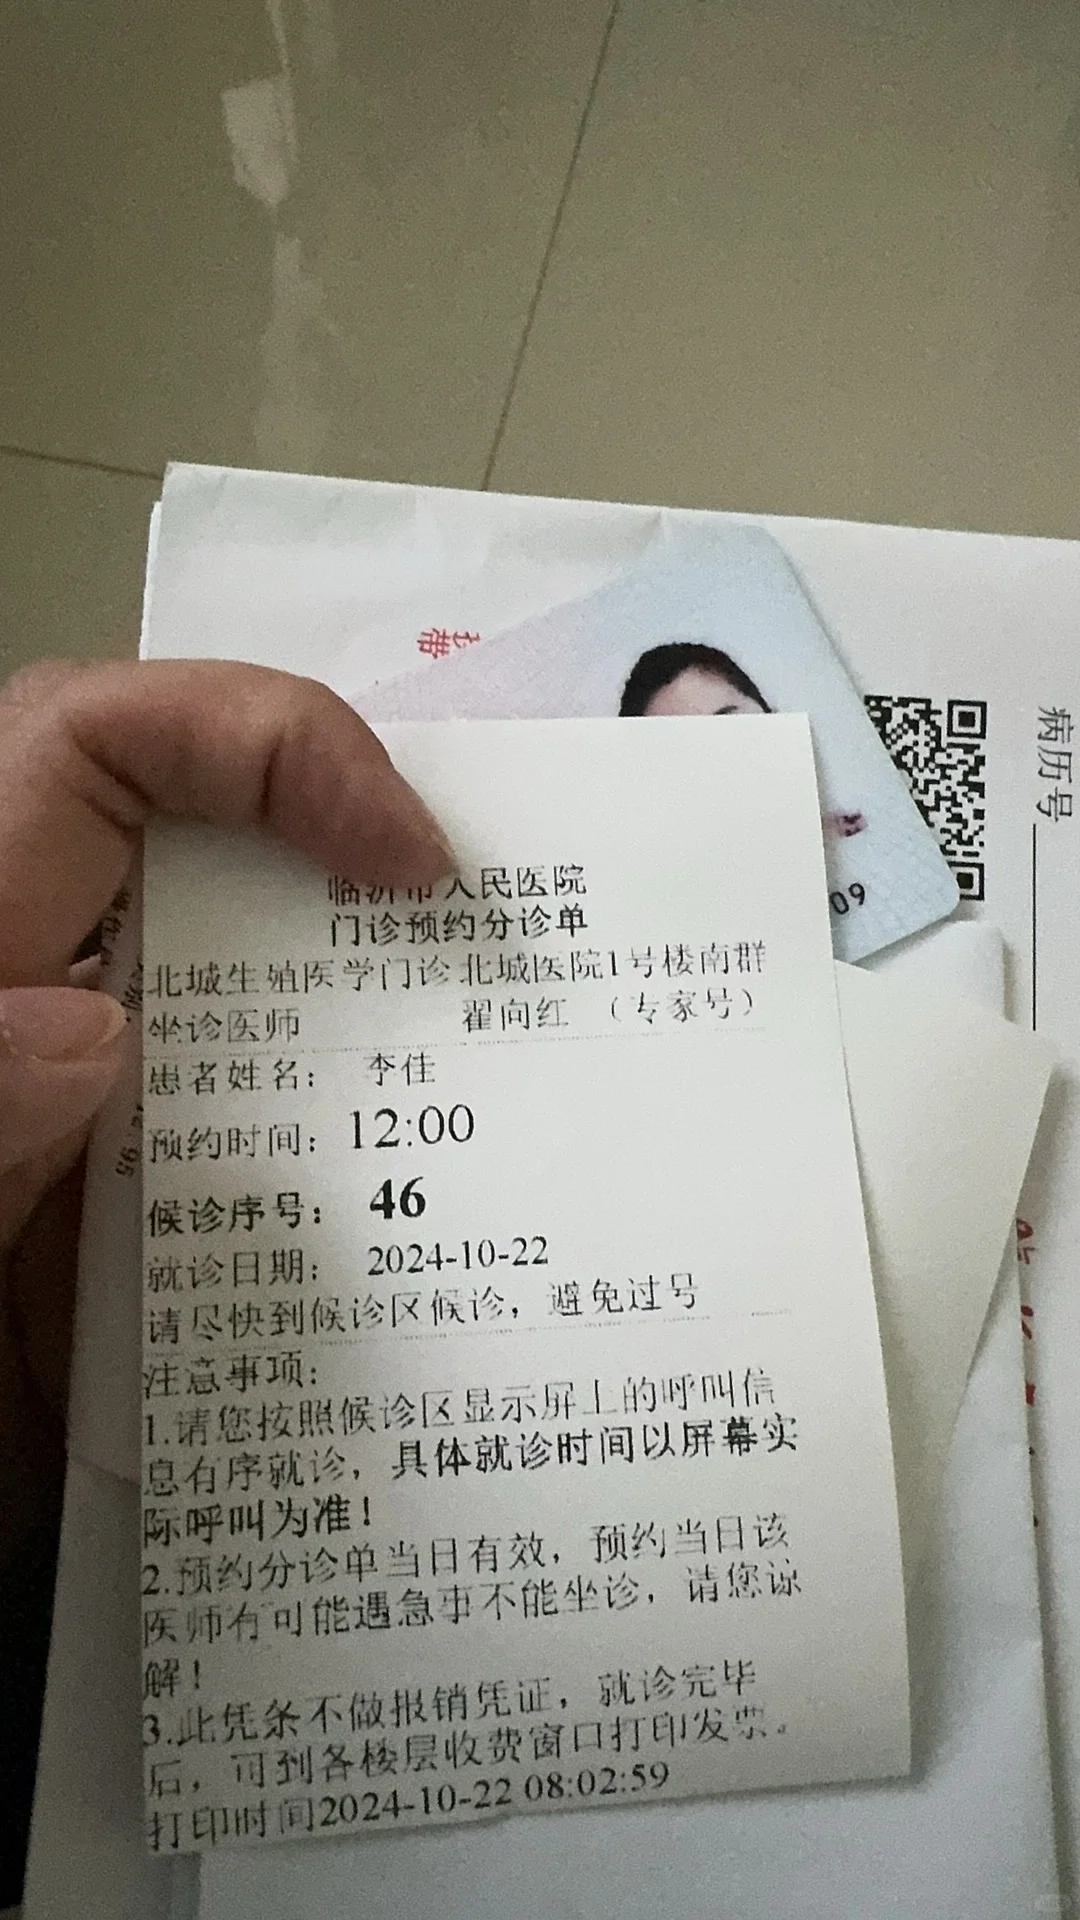 临沂市人民医院
门诊预约分诊单
北城生殖医学门诊 北城医院1号楼南群
坐诊医师 翟向红 （专家号）
患者姓名： 李佳
预约时间：12:00
候诊序号： 46
就诊日期： 2024-10-22
请尽快到候诊区候诊，避免过号
注意事项:
1.请您按照候诊区显示屏上的呼叫信
息有序就诊，具体就诊时间以屏幕实
际呼叫为准！
2.预约分诊单当日有效，预约当日该
医师有可能遇急事不能坐诊，请您谅
解！
3.此凭条不做报销凭证，就诊完毕
后，可到各楼层收费窗口打印发票。
打印时间2024-10-22 08:02:59
09
病历号
带
95